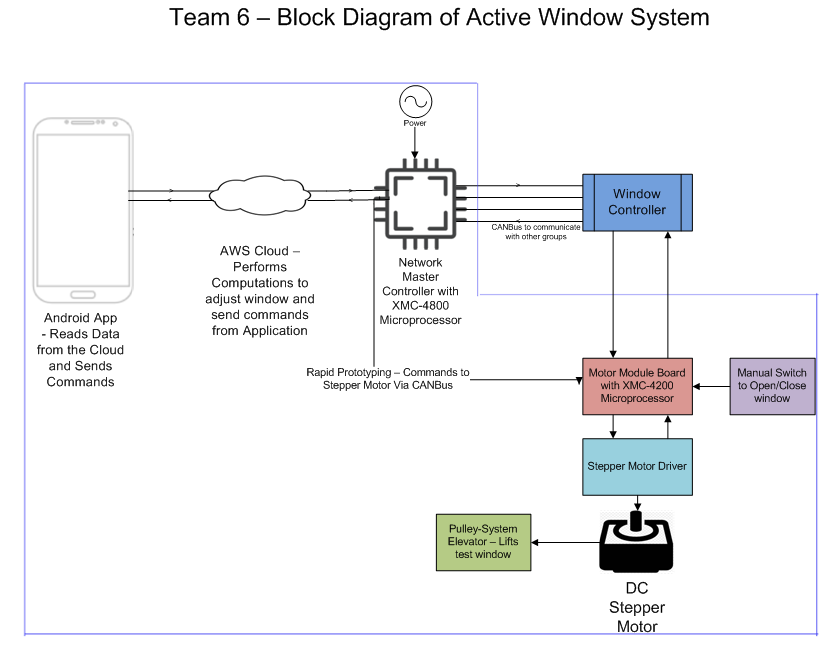 Team 6 – Block Diagram of Active Window System
Power
Window
Controller
CANBus to communicate
with other groups
AWS Cloud –
Performs
Computations to
adjust window and
send commands
from Application
Network
Master
Controller with
XMC-4800
Microprocessor
Android App
- Reads Data
from the Cloud
and Sends
Commands
Rapid Prototyping – Commands to
Stepper Motor Via CANBus
Motor Module Board
with XMC-4200
Microprocessor
Manual Switch
to Open/Close
window
Stepper Motor Driver
Pulley-System
Elevator – Lifts
test window
DC
Stepper
Motor